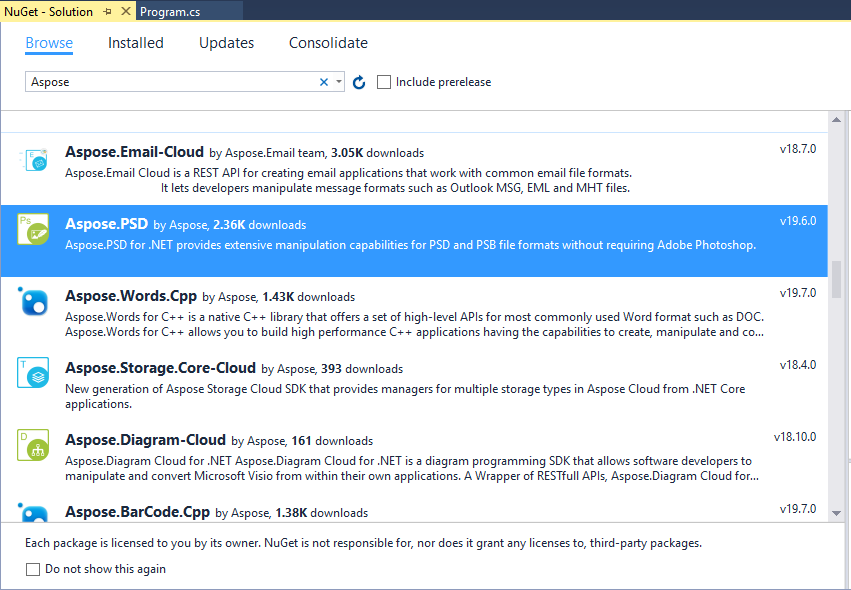 NuGet - Solution
Program.cs
Browse Installed Updates Consolidate
Aspose
Include prerelease
Aspose.Email-Cloud by Aspose.Email team, 3.05K downloads v18.7.0
Aspose.Email Cloud is a REST API for creating email applications that work with common email file formats.
It lets developers manipulate message formats such as Outlook MSG, EML and MHT files.
Ps
Aspose.PSD by Aspose, 2.36K downloads v19.6.0
Aspose.PSD for .NET provides extensive manipulation capabilities for PSD and PSB file formats without requiring Adobe Photoshop.
Aspose.Words.Cpp by Aspose, 1.43K downloads v19.7.0
Aspose.Words for C++ is a native C++ library that offers a set of high-level APIs for most commonly used Word format such as DOC.
Aspose.Words for C++ allows you to build high performance C++ applications having the capabilities to create, manipulate and co...
T
Aspose.Storage.Core-Cloud by Aspose, 393 downloads v18.4.0
New generation of Aspose Storage Cloud SDK that provides managers for multiple storage types in Aspose Cloud from .NET Core
applications.
D
Aspose.Diagram-Cloud by Aspose, 161 downloads v18.10.0
Aspose.Diagram Cloud for .NET Aspose.Diagram Cloud for .NET is a diagram programming SDK that allows software developers to
manipulate and convert Microsoft Visio from within their own applications. A Wrapper of RESTfull APIs, Aspose.Diagram Cloud for...
Aspose.BarCode.Cpp by Aspose, 1.38K downloads v19.7.0
Each package is licensed to you by its owner. NuGet is not responsible for, nor does it grant any licenses to, third-party packages.
Do not show this again